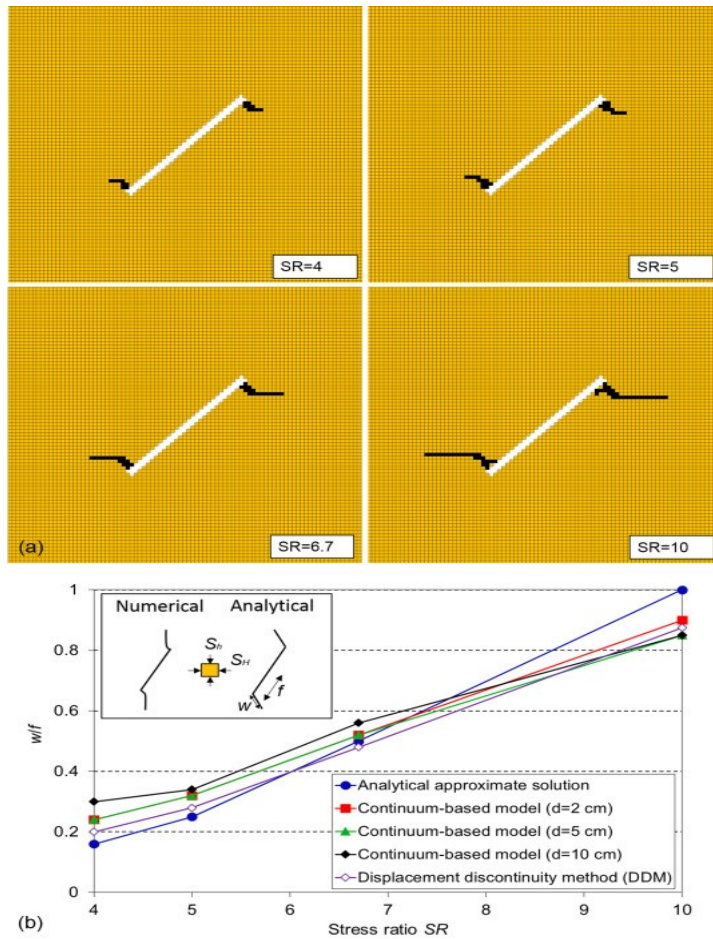 SR=4
SR=5
(a)
SR=6.7
SR=10
1
0.8
0.6
0.4
0.2
0
w/f
Numerical Analytical
Sh
SH
f
w
Analytical approximate solution
Continuum-based model (d=2 cm)
Continuum-based model (d=5 cm)
Continuum-based model (d=10 cm)
Displacement discontinuity method (DDM)
4 5 6 7 8 9 10
(b)
Stress ratio SR